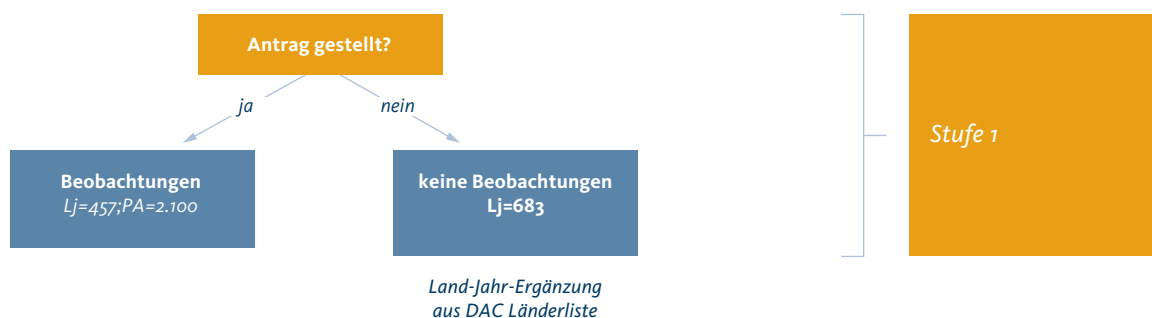 Antrag gestellt?
ja
nein
Beobachtungen
Lj=457;PA=2.100
keine Beobachtungen
Lj=683
Stufe 1
Land-Jahr-Ergänzung
aus DAC Länderliste